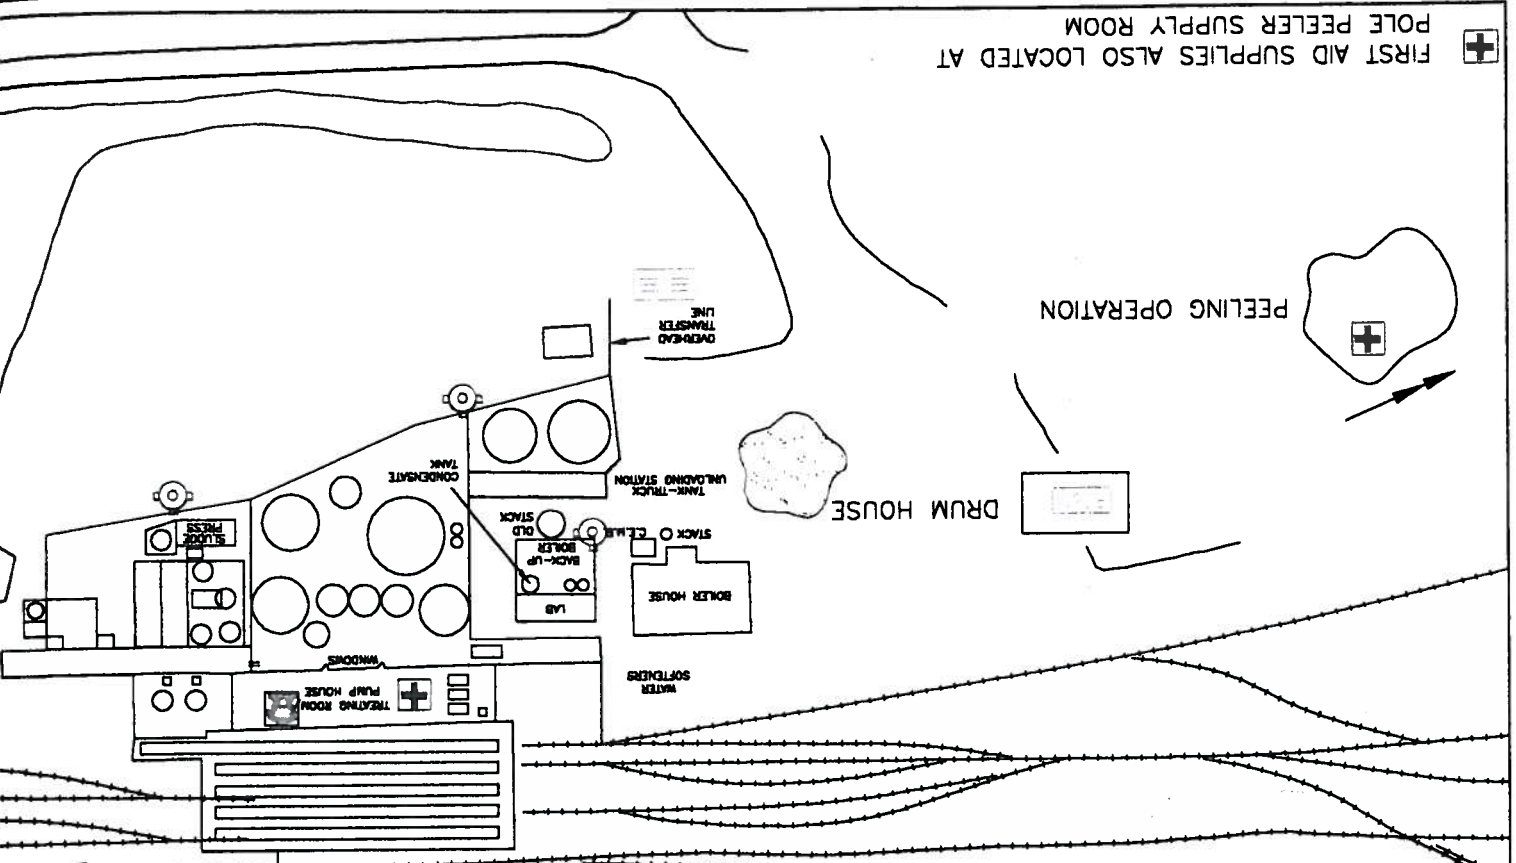 FIRST AID SUPPLIES ALSO LOCATED AT
POLE PEELER SUPPLY ROOM
TREATING ROOM
PUMP HOUSE
WATER
SOFTENERS
WINDOWS
LAB
BOILER HOUSE
BACK-UP
BOILER
C.E.M.S
STACK
OLD
STACK
SLUDGE
PRESS
DRUM HOUSE
TANK-TRUCK
UNLOADING STATION
CONDENSATE
TANK
OVERHEAD
TRANSFER
LINE
PEELING OPERATION